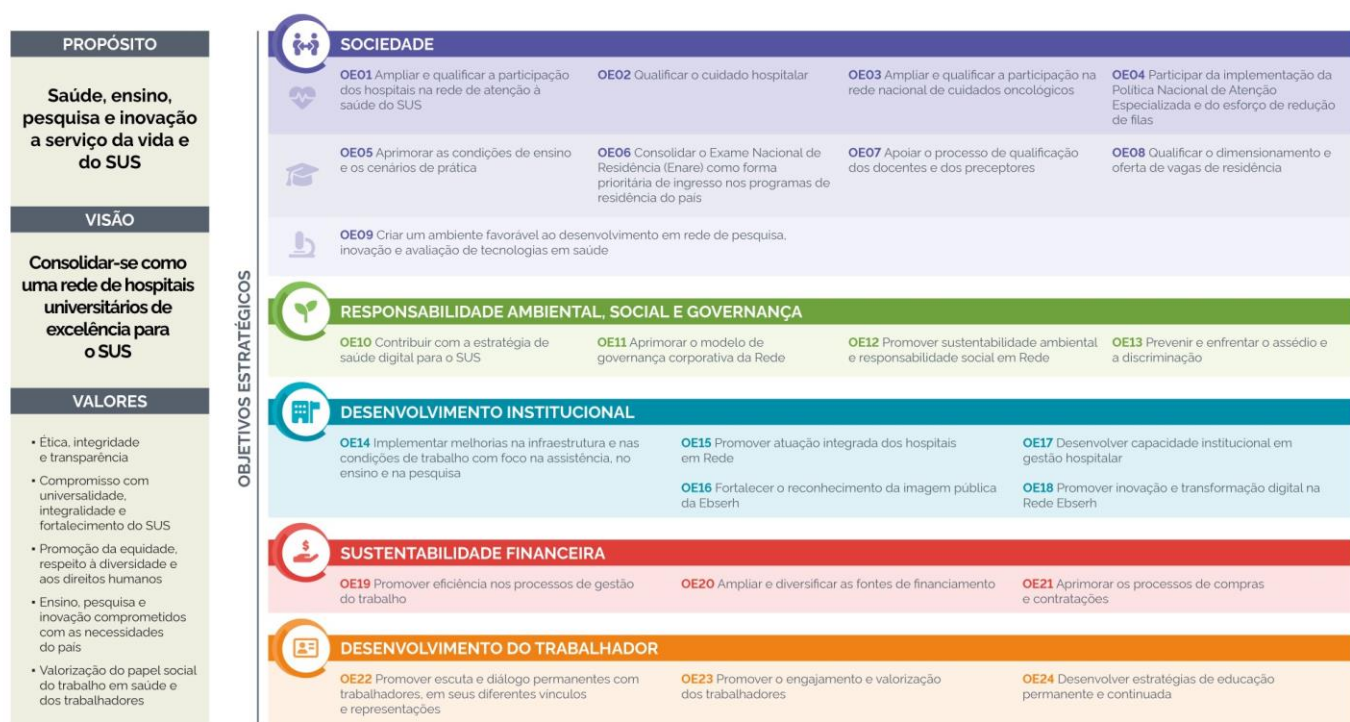 PROPÓSITO
Saúde, ensino,
pesquisa e inovação
a serviço da vida e
do SUS
VISÃO
Consolidar-se como
uma rede de hospitais
universitários de
excelência para
o SUS
VALORES
• Ética, integridade
e transparência
• Compromisso com
universalidade,
integralidade e
fortalecimento do SUS
• Promoção da equidade,
respeito à diversidade e
aos direitos humanos
• Ensino, pesquisa e
inovação comprometidos
com as necessidades
do país
• Valorização do papel social
do trabalho em saúde e
dos trabalhadores
OBJETIVOS ESTRATÉGICOS
SOCIEDADE
OE01 Ampliar e qualificar a participação
dos hospitais na rede de atenção à
saúde do SUS
OE02 Qualificar o cuidado hospitalar
OE03 Ampliar e qualificar a participação na
rede nacional de cuidados oncológicos
OE04 Participar da implementação da
Política Nacional de Atenção
Especializada e do esforço de redução
de filas
OE05 Aprimorar as condições de ensino
e os cenários de prática
OE06 Consolidar o Exame Nacional de
Residência (Enare) como forma
prioritária de ingresso nos programas de
residência do país
OE07 Apoiar o processo de qualificação
dos docentes e dos preceptores
OE08 Qualificar o dimensionamento e
oferta de vagas de residência
OE09 Criar um ambiente favorável ao desenvolvimento em rede de pesquisa,
inovação e avaliação de tecnologias em saúde
RESPONSABILIDADE AMBIENTAL, SOCIAL E GOVERNANÇA
OE10 Contribuir com a estratégia de
saúde digital para o SUS
OE11 Aprimorar o modelo de
governança corporativa da Rede
OE12 Promover sustentabilidade ambiental
e responsabilidade social em Rede
OE13 Prevenir e enfrentar o assédio e
a discriminação
DESENVOLVIMENTO INSTITUCIONAL
OE14 Implementar melhorias na infraestrutura e nas
condições de trabalho com foco na assistência, no
ensino e na pesquisa
OE15 Promover atuação integrada dos hospitais
em Rede
OE16 Fortalecer o reconhecimento da imagem pública
da Ebserh
OE17 Desenvolver capacidade institucional em
gestão hospitalar
OE18 Promover inovação e transformação digital na
Rede Ebserh
SUSTENTABILIDADE FINANCEIRA
OE19 Promover eficiência nos processos de gestão
do trabalho
OE20 Ampliar e diversificar as fontes de financiamento
OE21 Aprimorar os processos de compras
e contratações
DESENVOLVIMENTO DO TRABALHADOR
OE22 Promover escuta e diálogo permanentes com
trabalhadores, em seus diferentes vínculos
e representações
OE23 Promover o engajamento e valorização
dos trabalhadores
OE24 Desenvolver estratégias de educação
permanente e continuada